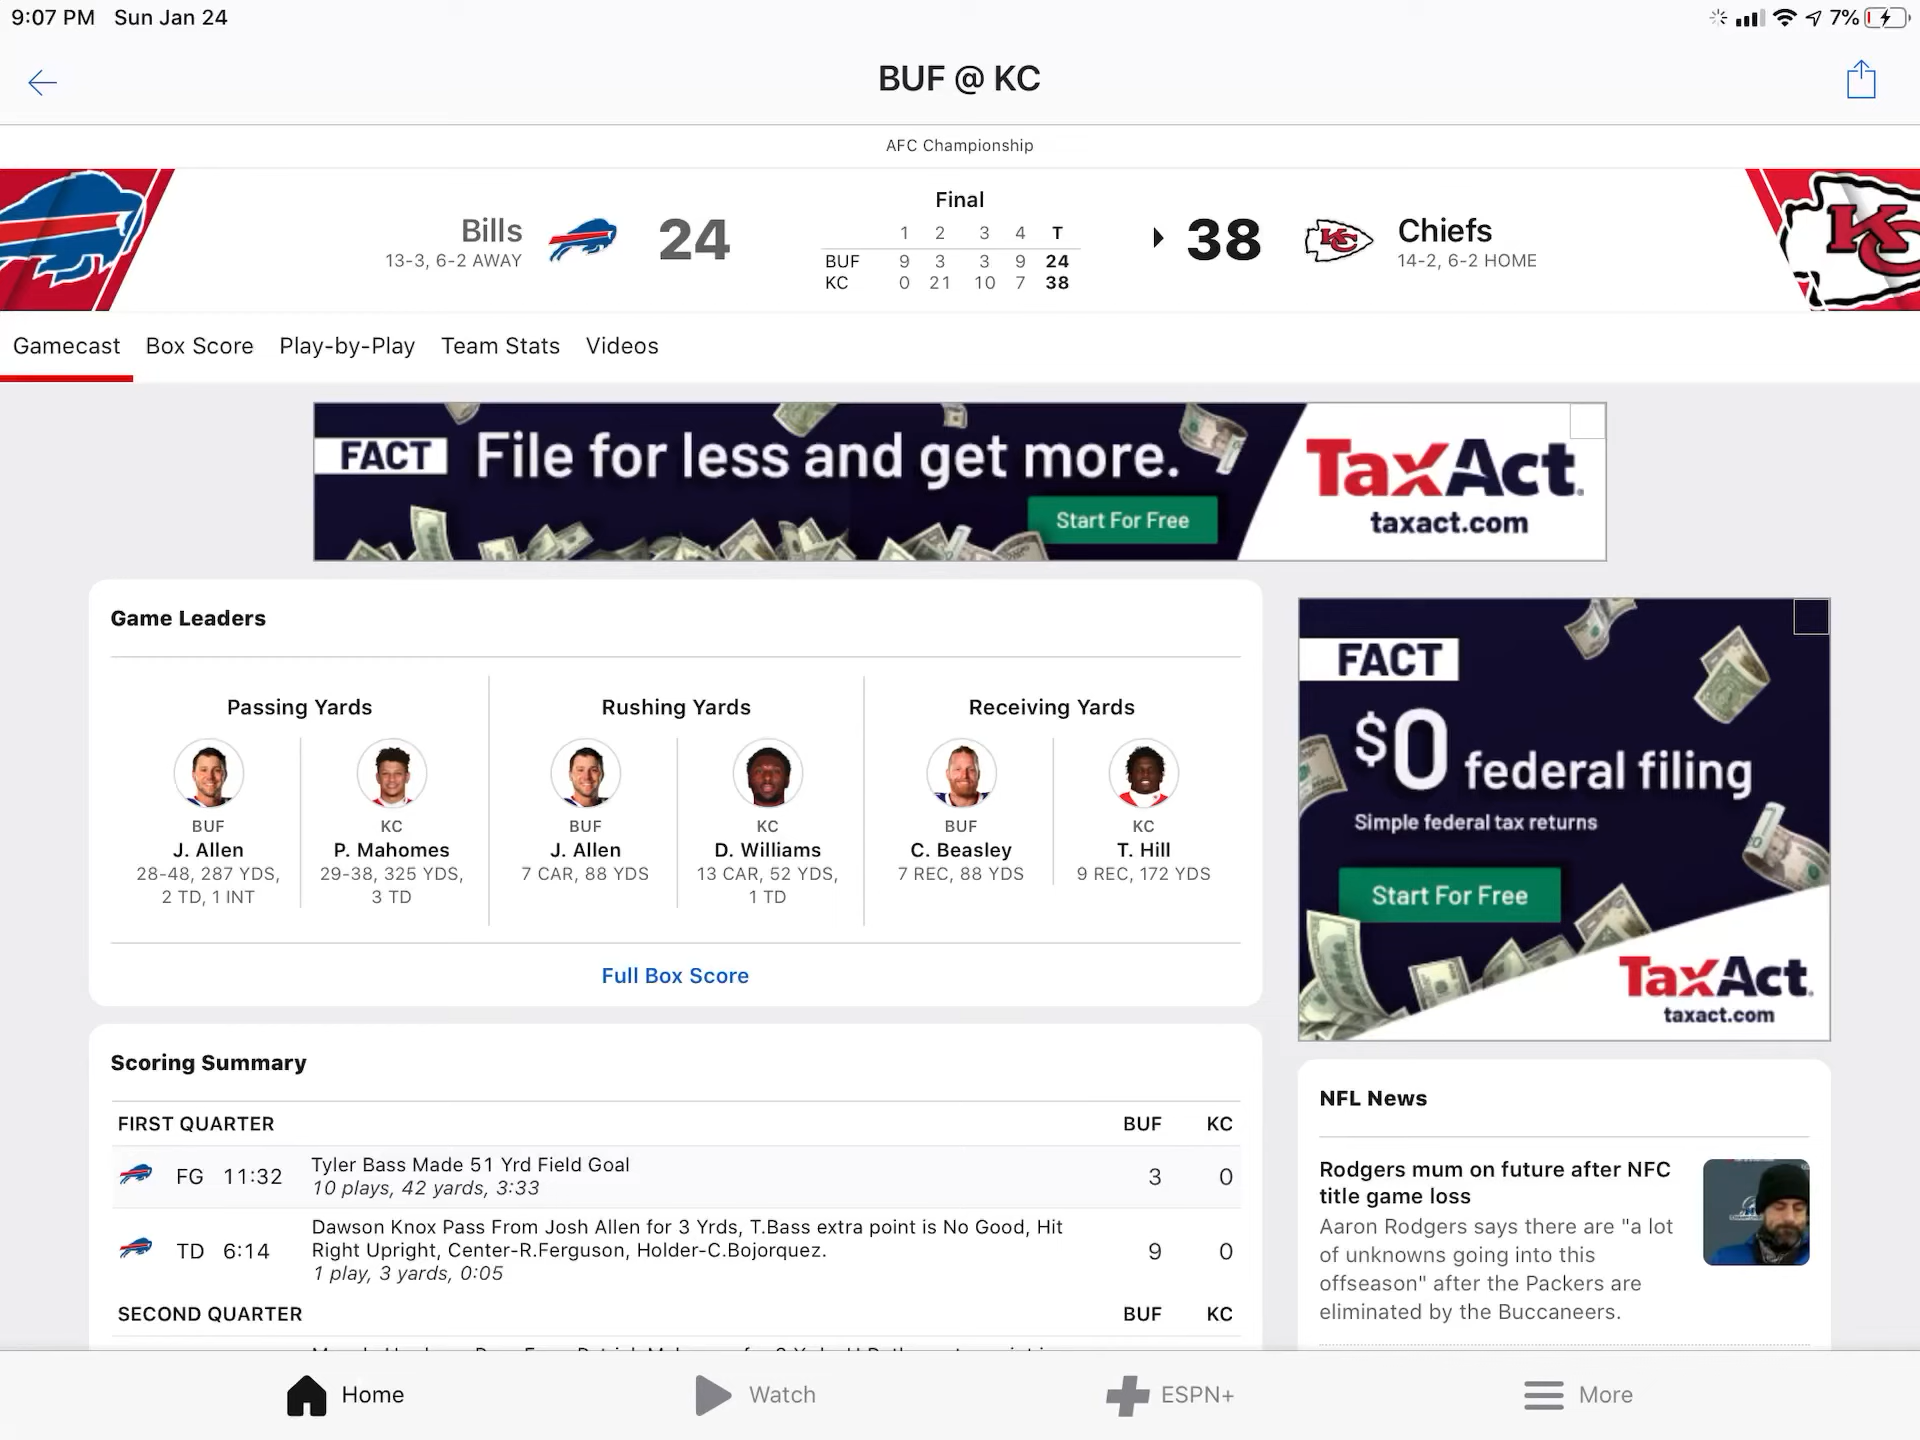 9:07 PM Sun Jan 24
7%
BUF @ KC
AFC Championship
Bills
13-3, 6-2 AWAY
24
Final
1 2 3 4 T
BUF 9 3 3 9 24
KC 0 21 10 7 38
38
Chiefs
14-2, 6-2 HOME
KC
KC
Gamecast Box Score Play-by-Play Team Stats Videos
FACT File for less and get more.
Start For Free
TaxAct.
taxact.com
Game Leaders
Passing Yards
BUF
J. Allen
28-48, 287 YDS,
2 TD, 1 INT
KC
P. Mahomes
29-38, 325 YDS,
3 TD
Rushing Yards
BUF
J. Allen
7 CAR, 88 YDS
KC
D. Williams
13 CAR, 52 YDS,
1 TD
Receiving Yards
BUF
C. Beasley
7 REC, 88 YDS
KC
T. Hill
9 REC, 172 YDS
Full Box Score
FACT
$0 federal filing
Simple federal tax returns
Start For Free
TaxAct.
taxact.com
Scoring Summary
FIRST QUARTER BUF KC
FG 11:32 Tyler Bass Made 51 Yrd Field Goal 3 0
10 plays, 42 yards, 3:33
Dawson Knox Pass From Josh Allen for 3 Yrds, T.Bass extra point is No Good, Hit
TD 6:14 Right Upright, Center-R.Ferguson, Holder-C.Bojorquez. 9 0
1 play, 3 yards, 0:05
SECOND QUARTER BUF KC
NFL News
Rodgers mum on future after NFC
title game loss
Aaron Rodgers says there are "a lot
of unknowns going into this
offseason" after the Packers are
eliminated by the Buccaneers.
Home Watch ESPN+ More